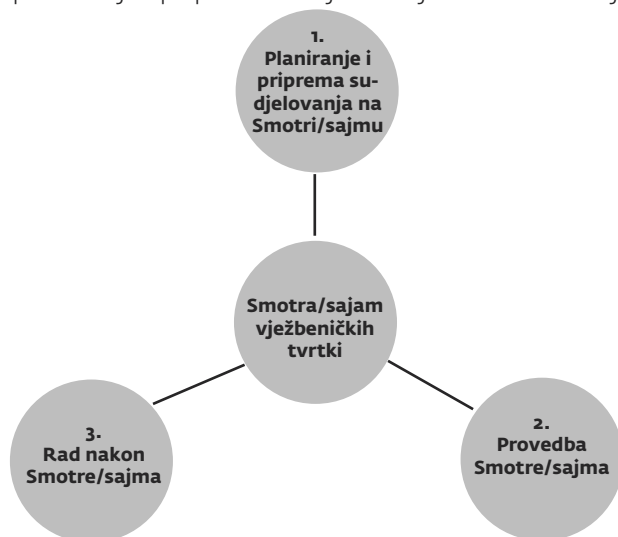 1.
Planiranje i
priprema su-
djelovanja na
Smotri/sajmu
Smotra/sajam
vježbeničkih
tvrtki
3.
Rad nakon
Smotre/sajma
2.
Provedba
Smotre/sajma